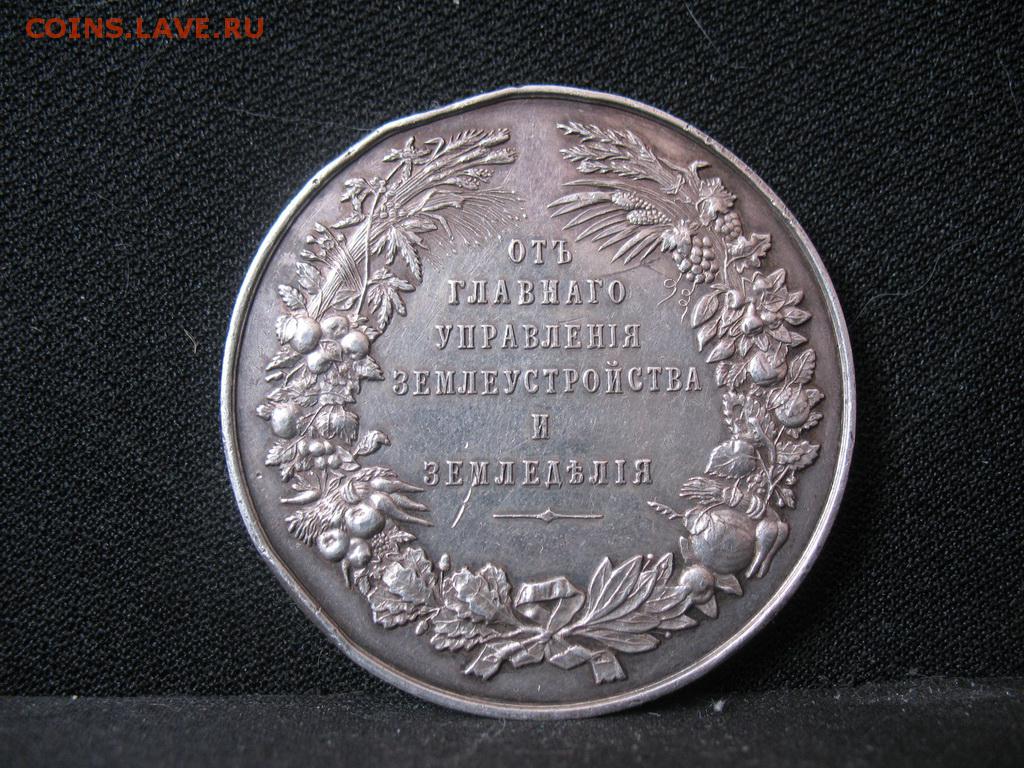 COINS.LAVE.RU
ОТЪ
ГЛАВНАГО
УПРАВЛЕНІЯ
ЗЕМЛЕУСТРОЙСТВА
И
ЗЕМЛЕДѢЛІЯ